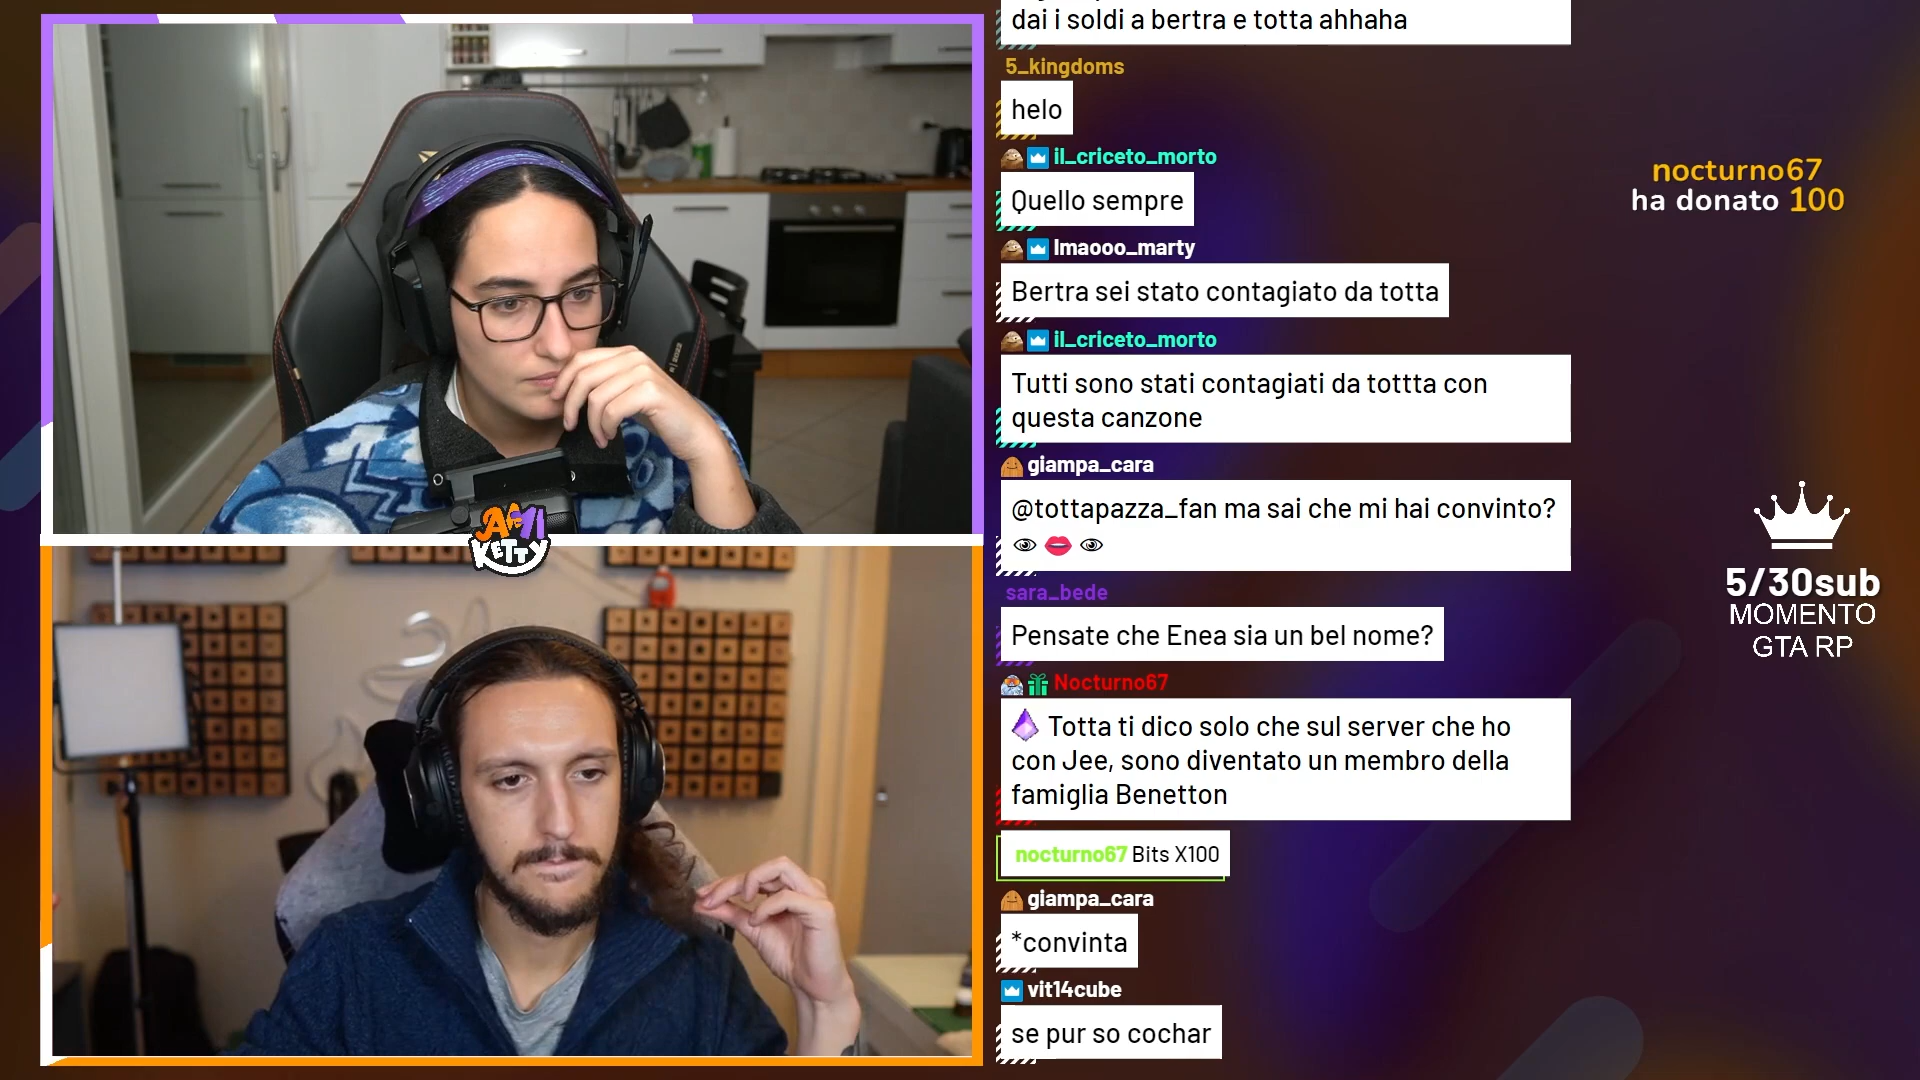 dai i soldi a bertra e totta ahhaha
5_kingdoms
helo
il_criceto_morto
Quello sempre
lmaooo_marty
Bertra sei stato contagiato da totta
il_criceto_morto
Tutti sono stati contagiati da tottta con
questa canzone
giampa_cara
@tottapazza_fan ma sai che mi hai convinto?
👁👄👁
sara_bede
Pensate che Enea sia un bel nome?
Nocturno67
Totta ti dico solo che sul server che ho
con Jee, sono diventato un membro della
famiglia Benetton
nocturno67 Bits X100
giampa_cara
*convinta
vit14cube
se pur so cochar
nocturno67
ha donato 100
5/30sub
MOMENTO
GTA RP
AMI
KETTY